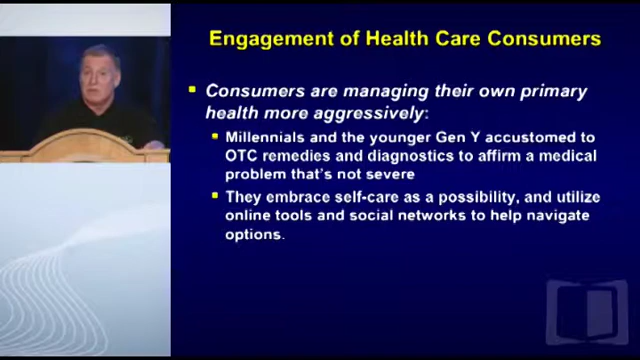 Engagement of Health Care Consumers
Consumers are managing their own primary
health more aggressively:
Millennials and the younger Gen Y accustomed to
OTC remedies and diagnostics to affirm a medical
problem that's not severe
They embrace self-care as a possibility, and utilize
online tools and social networks to help navigate
options.